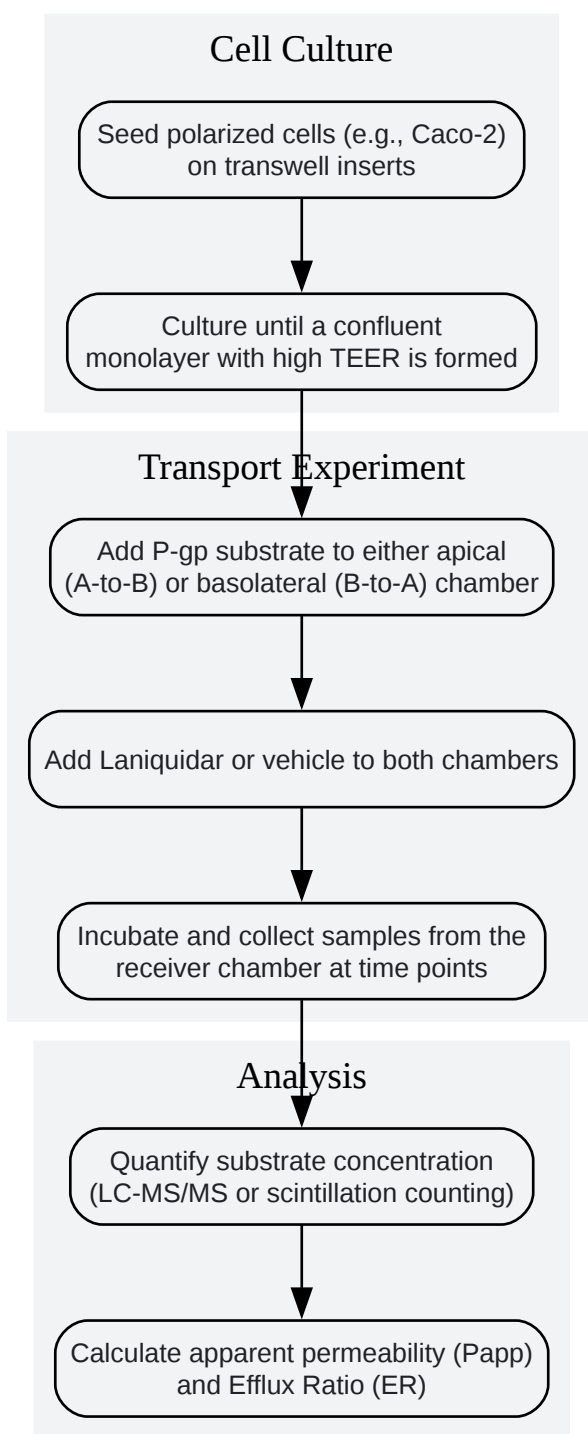 Cell Culture
Seed polarized cells (e.g., Caco-2)
on transwell inserts
Culture until a confluent
monolayer with high TEER is formed
Transport Experiment
Add P-gp substrate to either apical
(A-to-B) or basolateral (B-to-A) chamber
Add Laniquidar or vehicle to both chambers
Incubate and collect samples from the
receiver chamber at time points
Analysis
Quantify substrate concentration
(LC-MS/MS or scintillation counting)
Calculate apparent permeability (Papp)
and Efflux Ratio (ER)